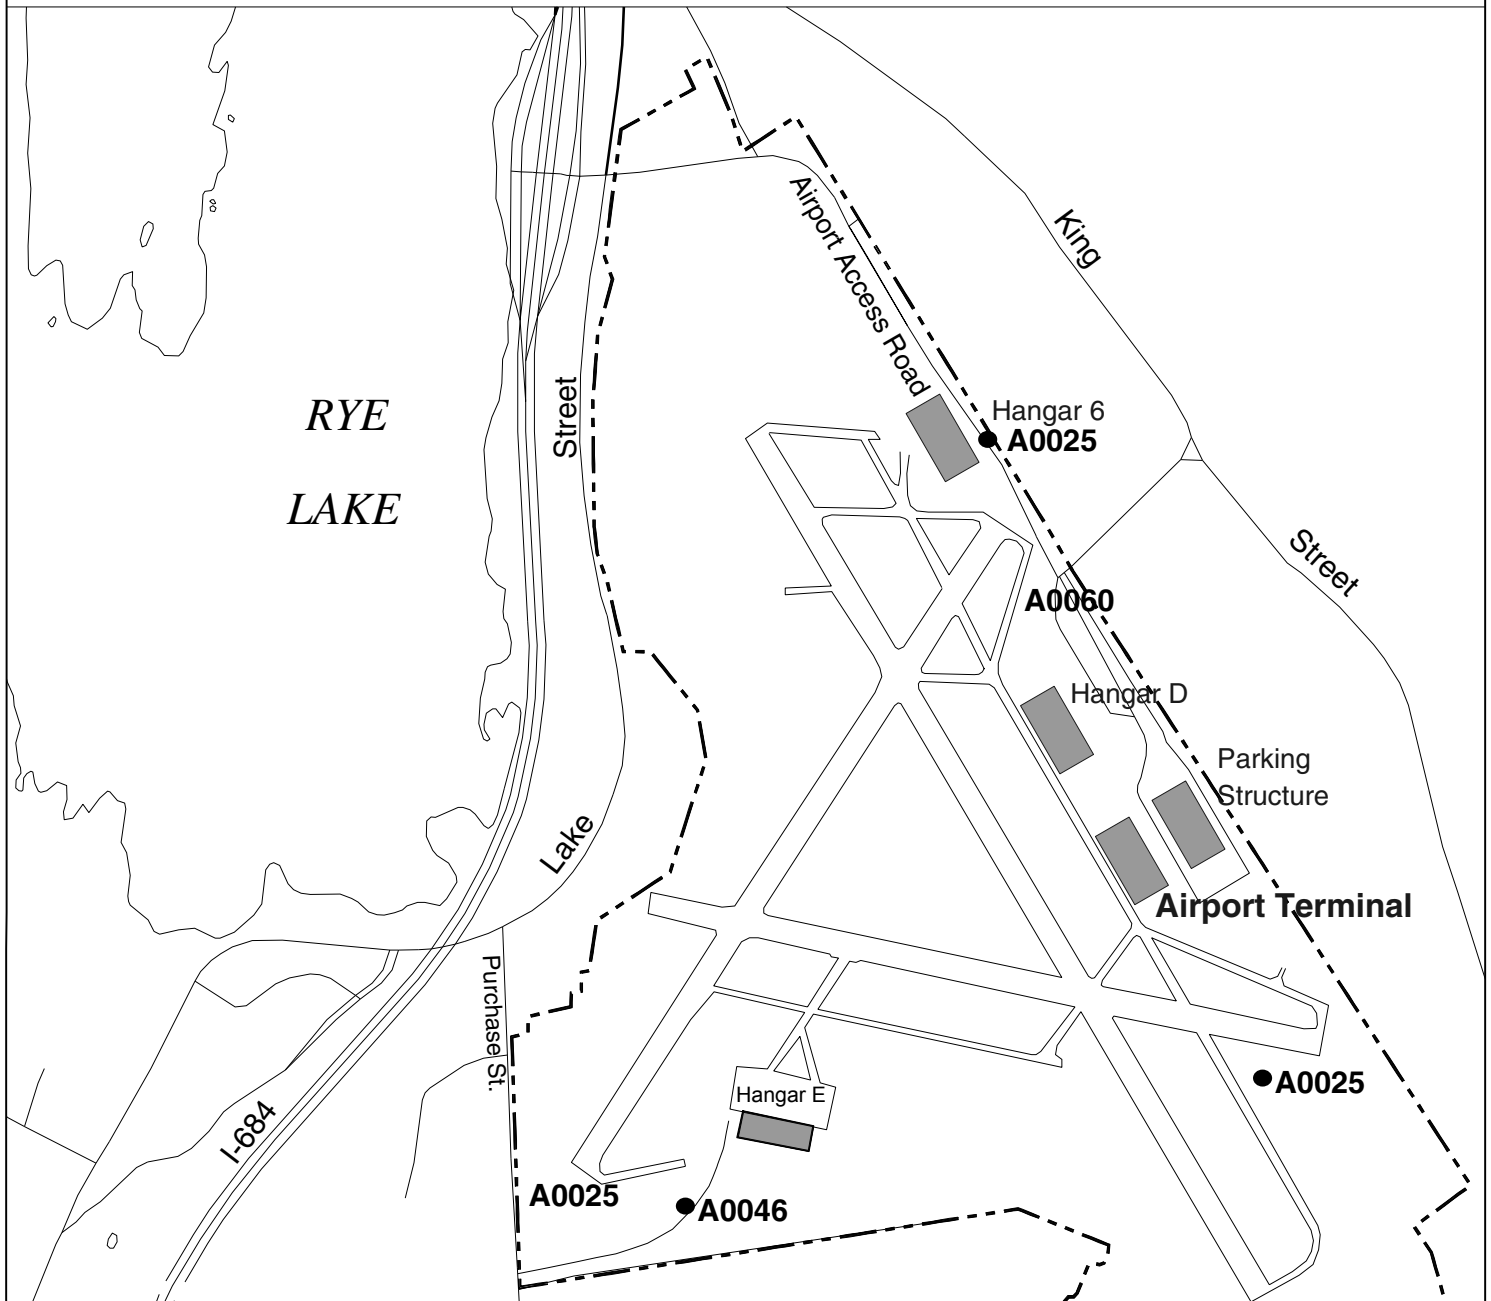 King
Airport Access Road
RYE
LAKE
Street
Hangar 6
A0025
Street
A0060
Hangar D
Parking
Structure
Lake
Airport Terminal
Purchase St.
I-684
Hangar E
A0025
A0025
A0046